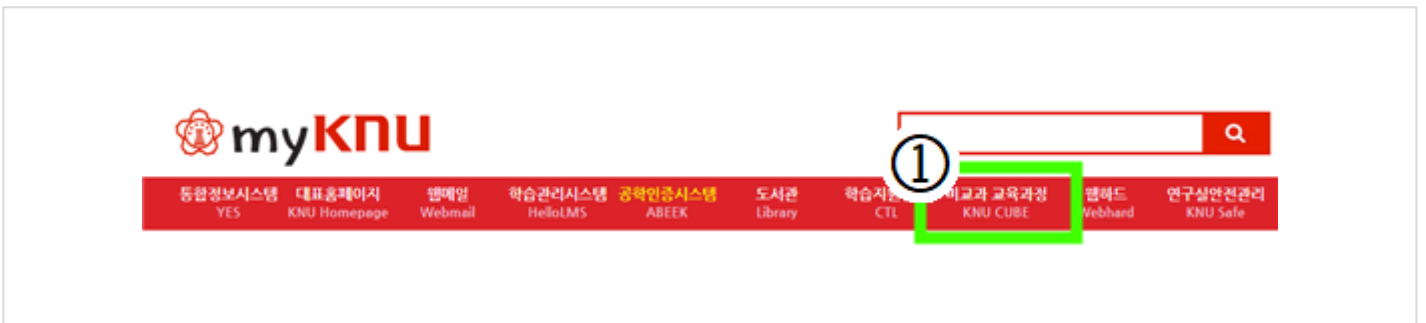 myKNU
①
통합정보시스템 대표홈페이지 웹메일 학습관리시스템 공학인증시스템 도서관 교과 교육과정 웹하드 연구실안전관리
YES KNU Homepage Webmail HelloLMS ABEEK Library CTL KNU CUBE Webhard KNU Safe